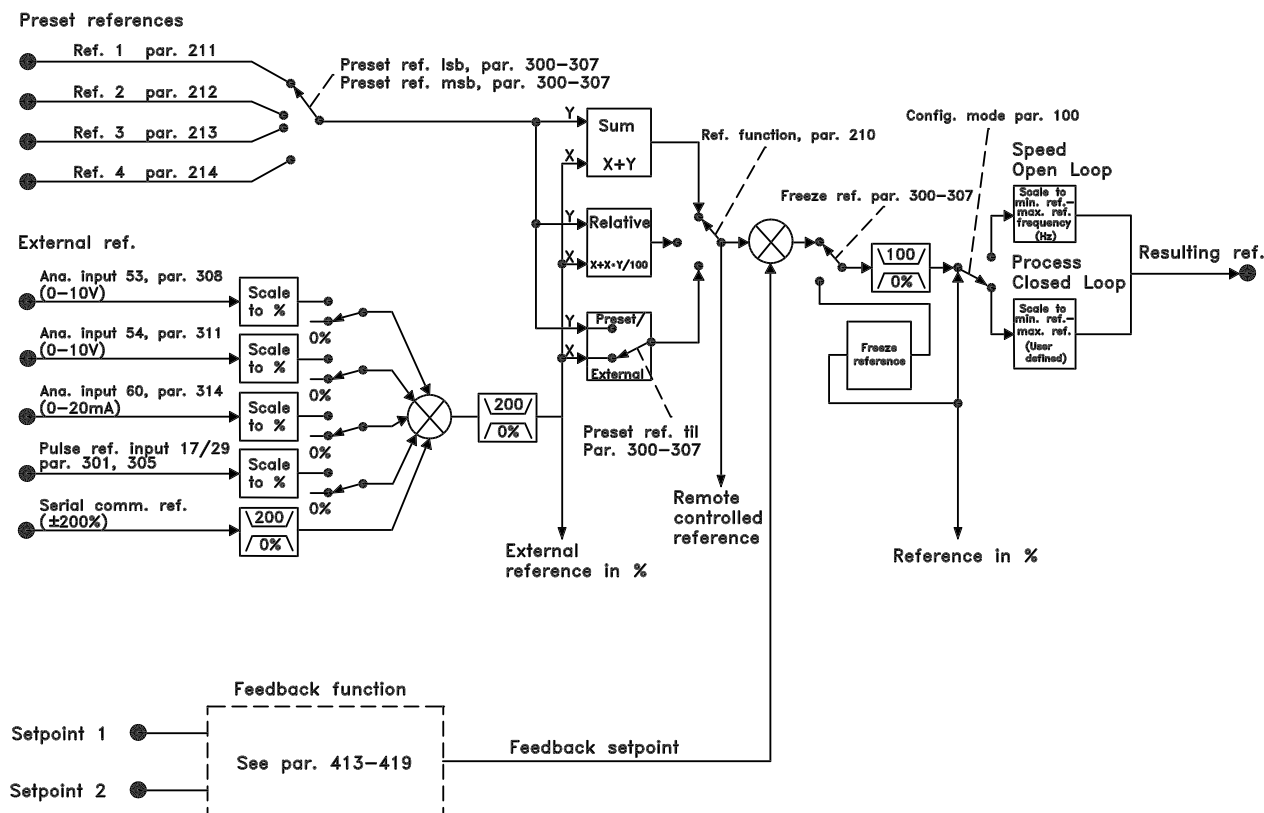 Preset references
Ref. 1 par. 211
Ref. 2 par. 212
Ref. 3 par. 213
Ref. 4 par. 214
Preset ref. lsb, par. 300-307
Preset ref. msb, par. 300-307
External ref.
Ana. input 53, par. 308
(0-10V)
Ana. input 54, par. 311
(0-10V)
Ana. input 60, par. 314
(0-20mA)
Pulse ref. input 17/29
par. 301, 305
Serial comm. ref.
(±200%)
Scale
to %
0%
Scale
to %
0%
Scale
to %
0%
Scale
to %
0%
200
0%
200
0%
External
reference in %
Y
Sum
X
X+Y
Y
Relative
X
X+X•Y/100
Y
Preset/
X
External
Preset ref. til
Par. 300-307
Ref. function, par. 210
Remote
controlled
reference
Freeze ref. par. 300-307
100
0%
Freeze
reference
Config. mode par. 100
Reference in %
Speed
Open Loop
Scale to
min. ref.-
max. ref.
frequency
(Hz)
Process
Closed Loop
Scale to
min. ref.-
max. ref.
(User
defined)
Resulting ref.
Feedback function
Setpoint 1
See par. 413-419
Setpoint 2
Feedback setpoint